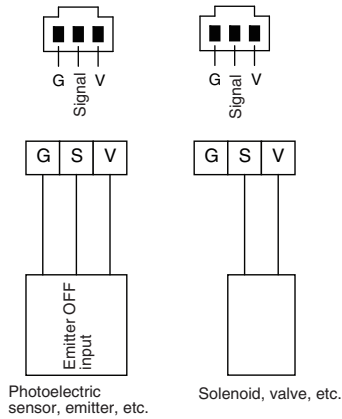 G Signal V
G Signal V
G S V
G S V
Emitter OFF
input
Photoelectric
sensor, emitter, etc.
Solenoid, valve, etc.